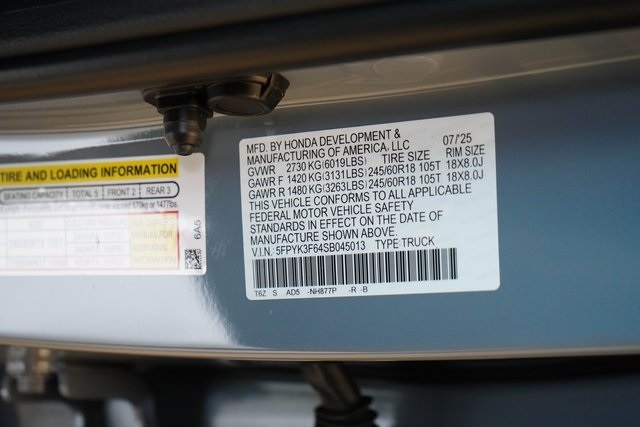 TIRE AND LOADING INFORMATION
SEATING CAPACITY TOTAL 5 FRONT 2 REAR 3
6A5
MFD. BY HONDA DEVELOPMENT &
MANUFACTURING OF AMERICA, LLC 07/25
GVWR 2730 KG(6019LBS) TIRE SIZE RIM SIZE
GAWR F 1420 KG(3131LBS) 245/60R18 105T 18X8.0J
GAWR R 1480 KG(3263LBS) 245/60R18 105T 18X8.0J
THIS VEHICLE CONFORMS TO ALL APPLICABLE
FEDERAL MOTOR VEHICLE SAFETY
STANDARDS IN EFFECT ON THE DATE OF
MANUFACTURE SHOWN ABOVE.
V.I.N. 5FPYK3F64SB045013 TYPE TRUCK
T6Z S AD5 -NH877P -R -B